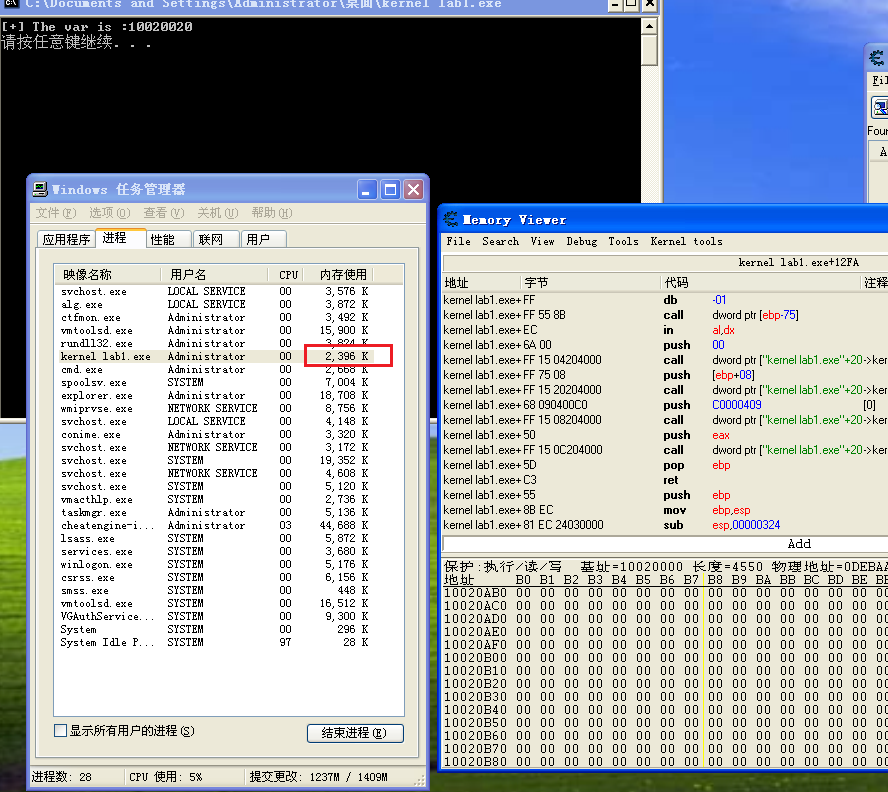 C:\Documents and Settings\Administrator\桌面\kernel lab1.exe
[+] The var is :10020020
请按任意键继续. . .
Windows 任务管理器
文件(F) 选项(O) 查看(V) 关机(U) 帮助(H)
应用程序 进程 性能 联网 用户
映像名称 用户名 CPU 内存使用
svchost.exe LOCAL SERVICE 00 3,576 K
alg.exe LOCAL SERVICE 00 3,872 K
ctfmon.exe Administrator 00 3,492 K
vmtoolsd.exe Administrator 00 15,900 K
rundll32.exe Administrator 00 3,824 K
kernel lab1.exe Administrator 00 2,396 K
cmd.exe Administrator 00 2,668 K
spoolsv.exe SYSTEM 00 7,004 K
explorer.exe Administrator 00 18,708 K
wmiprvse.exe NETWORK SERVICE 00 8,756 K
svchost.exe LOCAL SERVICE 00 4,148 K
conime.exe Administrator 00 3,320 K
svchost.exe NETWORK SERVICE 00 3,172 K
svchost.exe SYSTEM 00 19,352 K
svchost.exe NETWORK SERVICE 00 4,608 K
svchost.exe SYSTEM 00 5,120 K
vmacthlp.exe SYSTEM 00 2,736 K
taskmgr.exe Administrator 00 5,136 K
cheatengine-i... Administrator 03 44,688 K
lsass.exe SYSTEM 00 5,872 K
services.exe SYSTEM 00 3,680 K
winlogon.exe SYSTEM 00 5,176 K
csrss.exe SYSTEM 00 6,156 K
smss.exe SYSTEM 00 448 K
vmtoolsd.exe SYSTEM 00 16,512 K
VGAuthService... SYSTEM 00 9,300 K
System SYSTEM 00 296 K
System Idle P... SYSTEM 97 28 K
显示所有用户的进程(S)
结束进程(E)
进程数: 28 CPU 使用: 5% 提交更改: 1237M / 1409M
Fil
Foun
A
Memory Viewer
File Search View Debug Tools Kernel tools
kernel lab1.exe+12FA
地址 字节 代码 注释
kernel lab1.exe+ FF db -01
kernel lab1.exe+ FF 55 8B call dword ptr [ebp-75]
kernel lab1.exe+ EC in al,dx
kernel lab1.exe+ 6A 00 push 00
kernel lab1.exe+ FF 15 04204000 call dword ptr ["kernel lab1.exe"+20->ker
kernel lab1.exe+ FF 75 08 push [ebp+08]
kernel lab1.exe+ FF 15 20204000 call dword ptr ["kernel lab1.exe"+20->ker
kernel lab1.exe+ 68 090400C0 push C0000409 [0]
kernel lab1.exe+ FF 15 08204000 call dword ptr ["kernel lab1.exe"+20->ker
kernel lab1.exe+ 50 push eax
kernel lab1.exe+ FF 15 0C204000 call dword ptr ["kernel lab1.exe"+20->ker
kernel lab1.exe+ 5D pop ebp
kernel lab1.exe+ C3 ret
kernel lab1.exe+ 55 push ebp
kernel lab1.exe+ 8B EC mov ebp,esp
kernel lab1.exe+ 81 EC 24030000 sub esp,00000324
Add
保护:执行/读/写 基址=10020000 长度=4550 物理地址=0DEBAA
地址 B0 B1 B2 B3 B4 B5 B6 B7 B8 B9 BA BB BC BD BE BF
10020AB0 00 00 00 00 00 00 00 00 00 00 00 00 00 00 00 00
10020AC0 00 00 00 00 00 00 00 00 00 00 00 00 00 00 00 00
10020AD0 00 00 00 00 00 00 00 00 00 00 00 00 00 00 00 00
10020AE0 00 00 00 00 00 00 00 00 00 00 00 00 00 00 00 00
10020AF0 00 00 00 00 00 00 00 00 00 00 00 00 00 00 00 00
10020B00 00 00 00 00 00 00 00 00 00 00 00 00 00 00 00 00
10020B10 00 00 00 00 00 00 00 00 00 00 00 00 00 00 00 00
10020B20 00 00 00 00 00 00 00 00 00 00 00 00 00 00 00 00
10020B30 00 00 00 00 00 00 00 00 00 00 00 00 00 00 00 00
10020B40 00 00 00 00 00 00 00 00 00 00 00 00 00 00 00 00
10020B50 00 00 00 00 00 00 00 00 00 00 00 00 00 00 00 00
10020B60 00 00 00 00 00 00 00 00 00 00 00 00 00 00 00 00
10020B70 00 00 00 00 00 00 00 00 00 00 00 00 00 00 00 00
10020B80 00 00 00 00 00 00 00 00 00 00 00 00 00 00 00 00